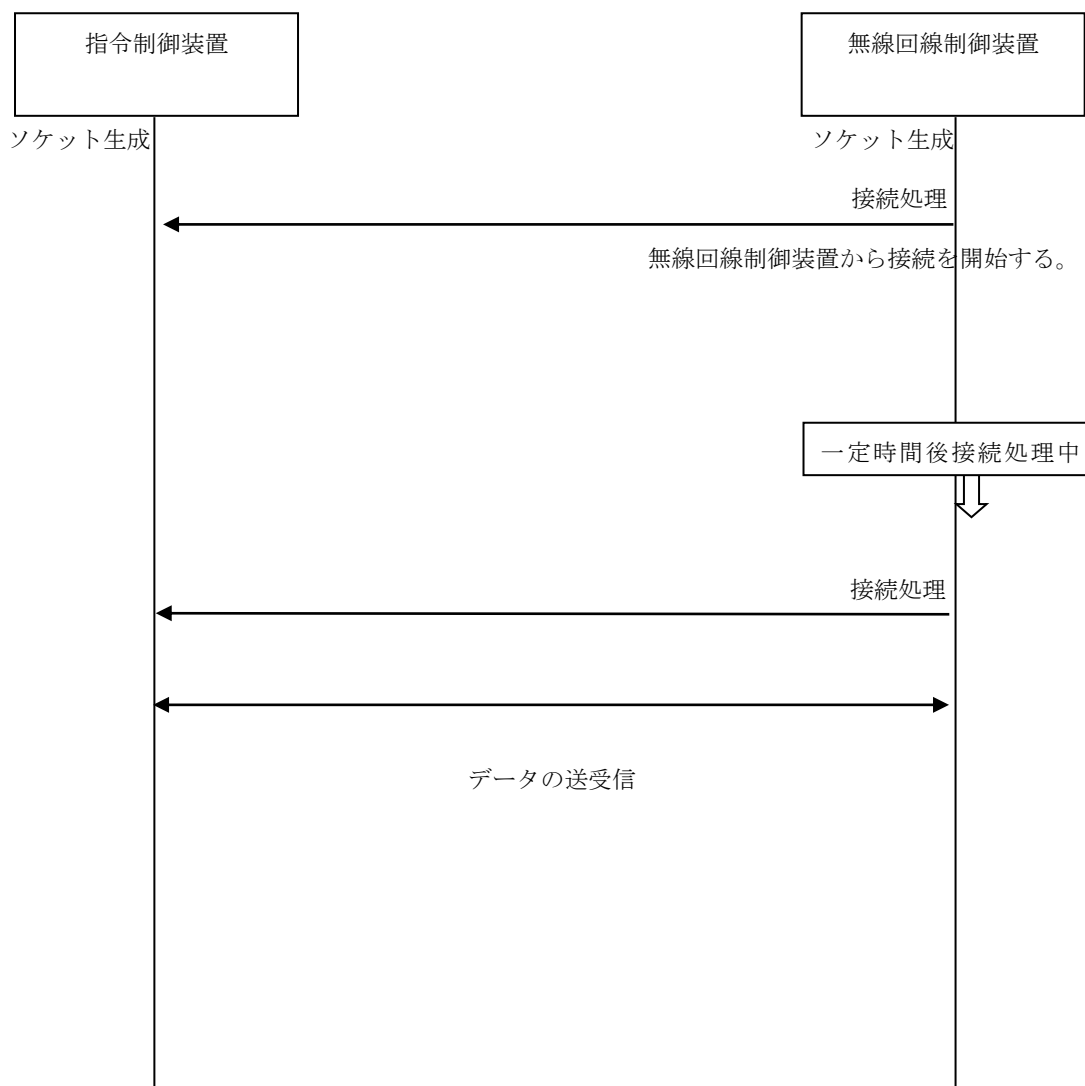 指令制御装置
無線回線制御装置
ソケット生成
ソケット生成
接続処理
無線回線制御装置から接続を開始する。
一定時間後接続処理中
接続処理
データの送受信